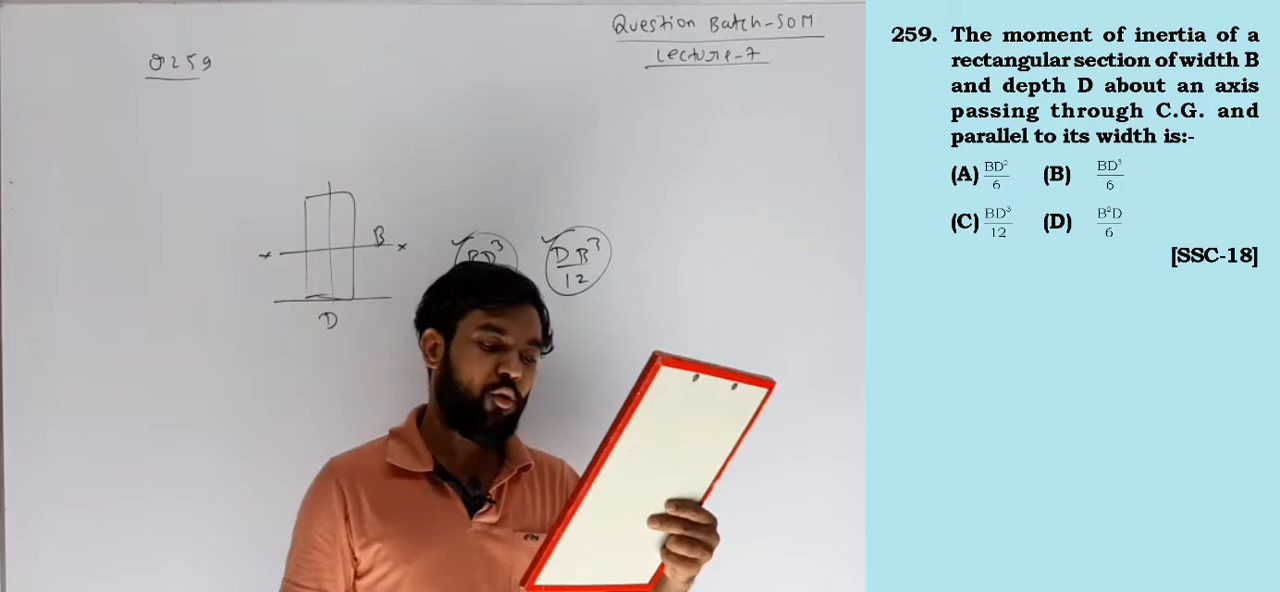 Question Batch-SOM
Lecture-7
Q259
B
x
x
D
BD³
DB³
12
259. The moment of inertia of a
rectangular section of width B
and depth D about an axis
passing through C.G. and
parallel to its width is:-
(A) BD²/6 (B) BD³/6
(C) BD³/12 (D) B²D/6
[SSC-18]